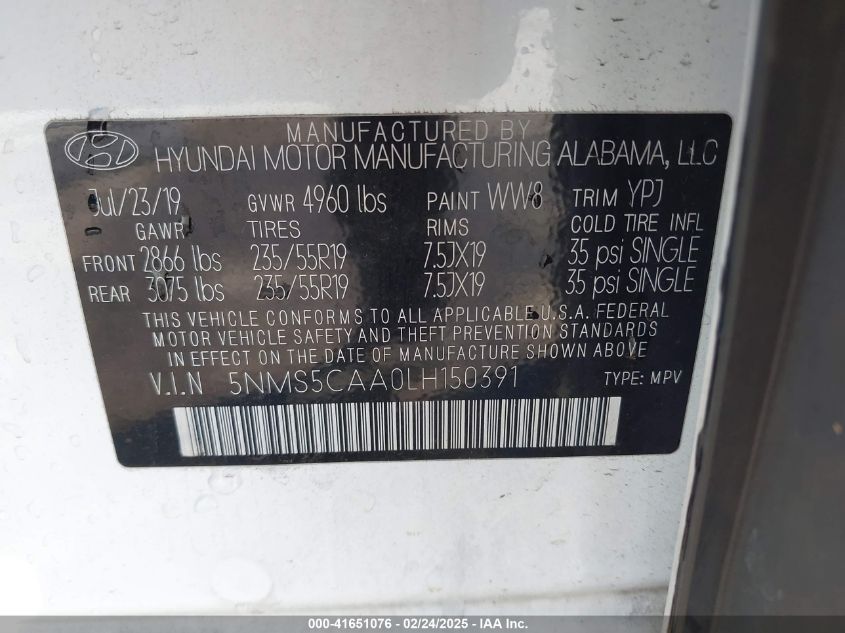 MANUFACTURED BY
HYUNDAI MOTOR MANUFACTURING ALABAMA, LLC
Jul/23/19 GVWR 4960 lbs PAINT WW8 TRIM YPJ
GAWR TIRES RIMS COLD TIRE INFL
FRONT 2866 lbs 235/55R19 7.5JX19 35 psi SINGLE
REAR 3075 lbs 235/55R19 7.5JX19 35 psi SINGLE
THIS VEHICLE CONFORMS TO ALL APPLICABLE U.S.A. FEDERAL
MOTOR VEHICLE SAFETY AND THEFT PREVENTION STANDARDS
IN EFFECT ON THE DATE OF MANUFACTURE SHOWN ABOVE
V.I.N 5NMS5CAA0LH150391 TYPE: MPV
000-41651076 - 02/24/2025 - IAA Inc.